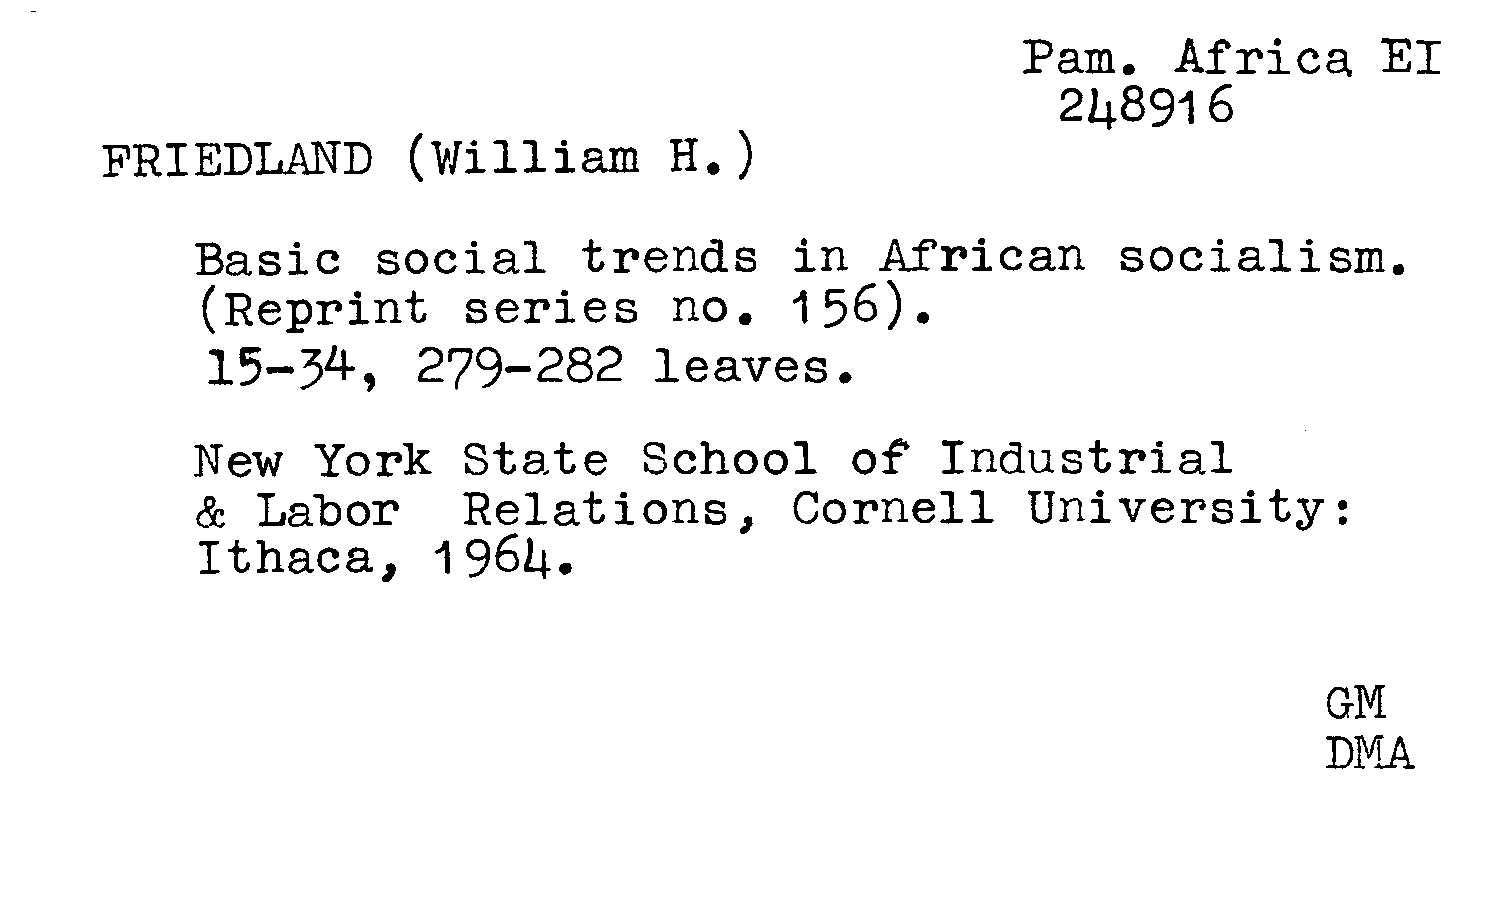 Pam. Africa EI
248916
FRIEDLAND (William H.)
Basic social trends in African socialism.
(Reprint series no. 156).
15-34, 279-282 leaves.
New York State School of Industrial
& Labor Relations, Cornell University:
Ithaca, 1964.
GM
DMA